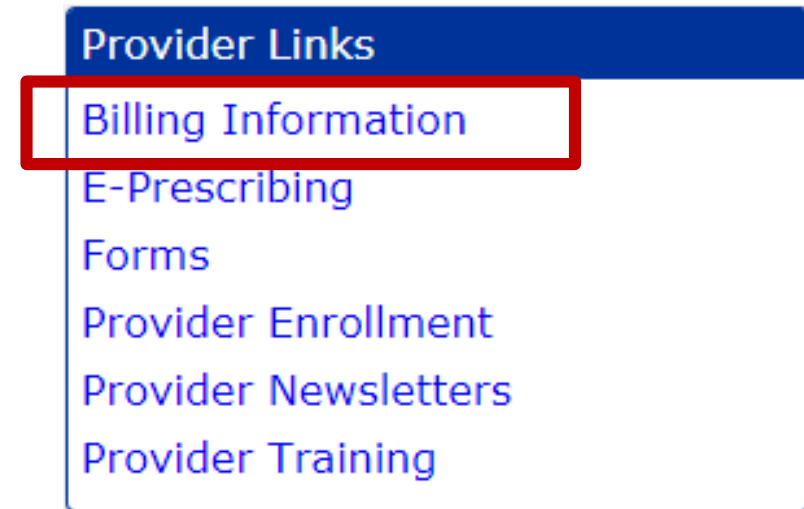 Provider Links
Billing Information
E-Prescribing
Forms
Provider Enrollment
Provider Newsletters
Provider Training